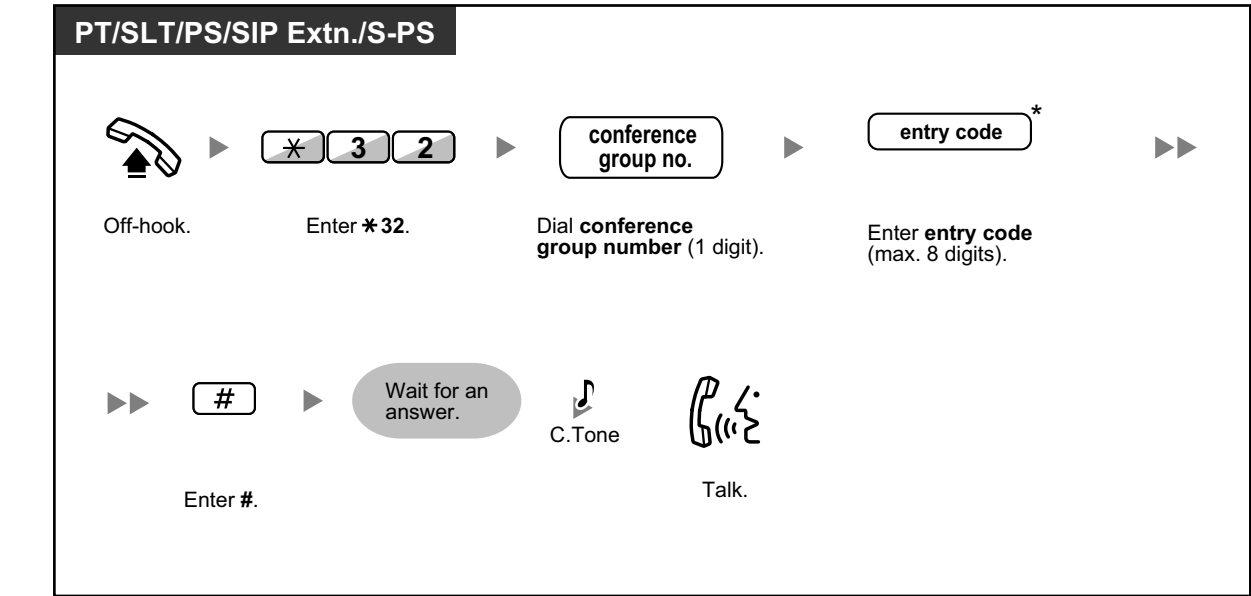 PT/SLT/PS/SIP Extn./S-PS
* 3 2
conference
group no.
entry code *
Off-hook.
Enter *32.
Dial conference
group number (1 digit).
Enter entry code
(max. 8 digits).
#
Wait for an
answer.
C.Tone
Enter #.
Talk.